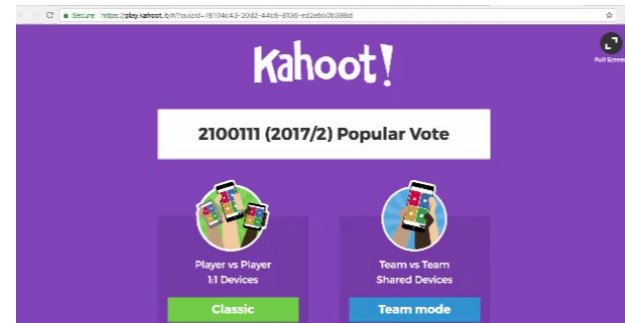 Secure
Kahoot!
Full Screen
2100111 (2017/2) Popular Vote
Player vs Player
1:1 Devices
Classic
Team vs Team
Shared Devices
Team mode